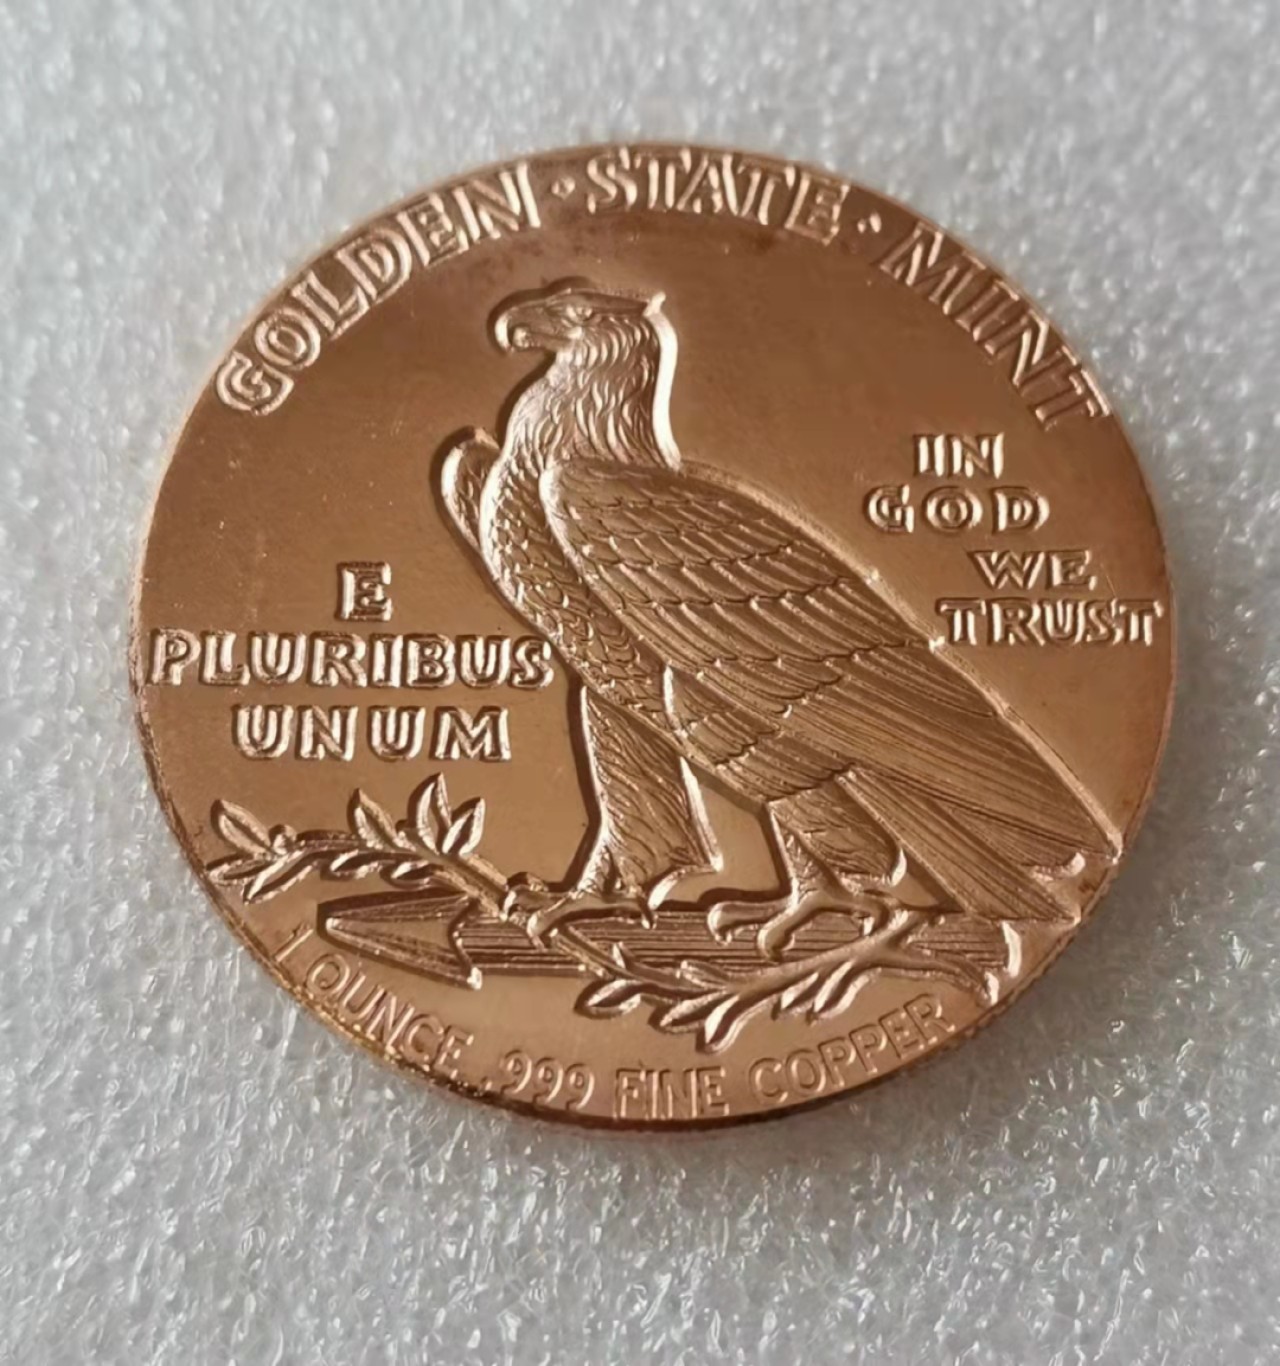 GOLDEN · STATE · MINT
IN
GOD
WE
TRUST
E
PLURIBUS
UNUM
1 OUNCE .999 FINE COPPER